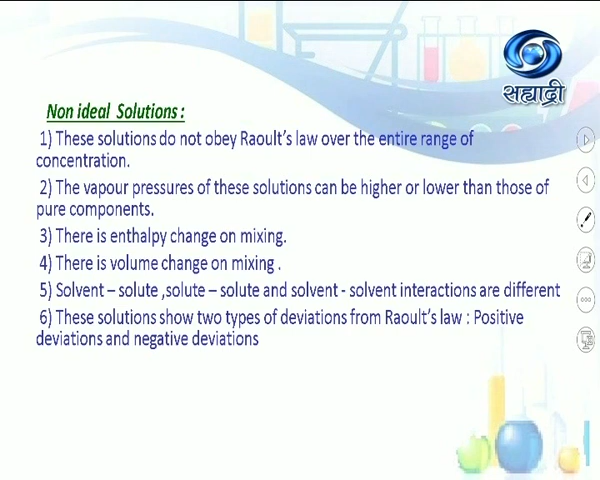 सह्याद्री
Non ideal Solutions :
1) These solutions do not obey Raoult's law over the entire range of
concentration.
2) The vapour pressures of these solutions can be higher or lower than those of
pure components.
3) There is enthalpy change on mixing.
4) There is volume change on mixing .
5) Solvent – solute ,solute – solute and solvent - solvent interactions are different
6) These solutions show two types of deviations from Raoult's law : Positive
deviations and negative deviations